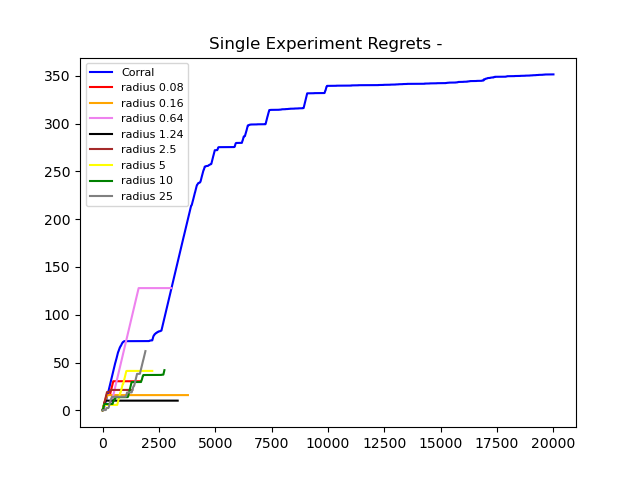 Single Experiment Regrets -
350
300
250
200
150
100
50
0
Corral
radius 0.08
radius 0.16
radius 0.64
radius 1.24
radius 2.5
radius 5
radius 10
radius 25
0 2500 5000 7500 10000 12500 15000 17500 20000